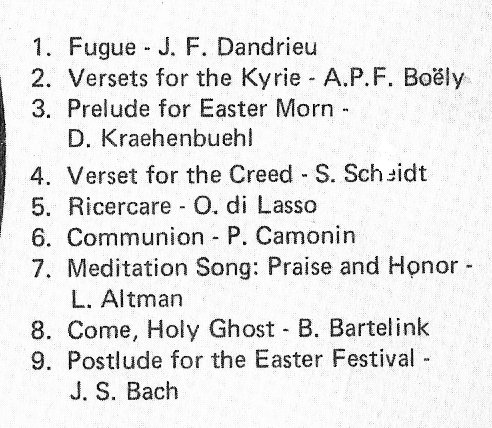 1. Fugue - J. F. Dandrieu
2. Versets for the Kyrie - A.P.F. Boëly
3. Prelude for Easter Morn -
D. Kraehenbuehl
4. Verset for the Creed - S. Scheidt
5. Ricercare - O. di Lasso
6. Communion - P. Camonin
7. Meditation Song: Praise and Honor -
L. Altman
8. Come, Holy Ghost - B. Bartelink
9. Postlude for the Easter Festival -
J. S. Bach